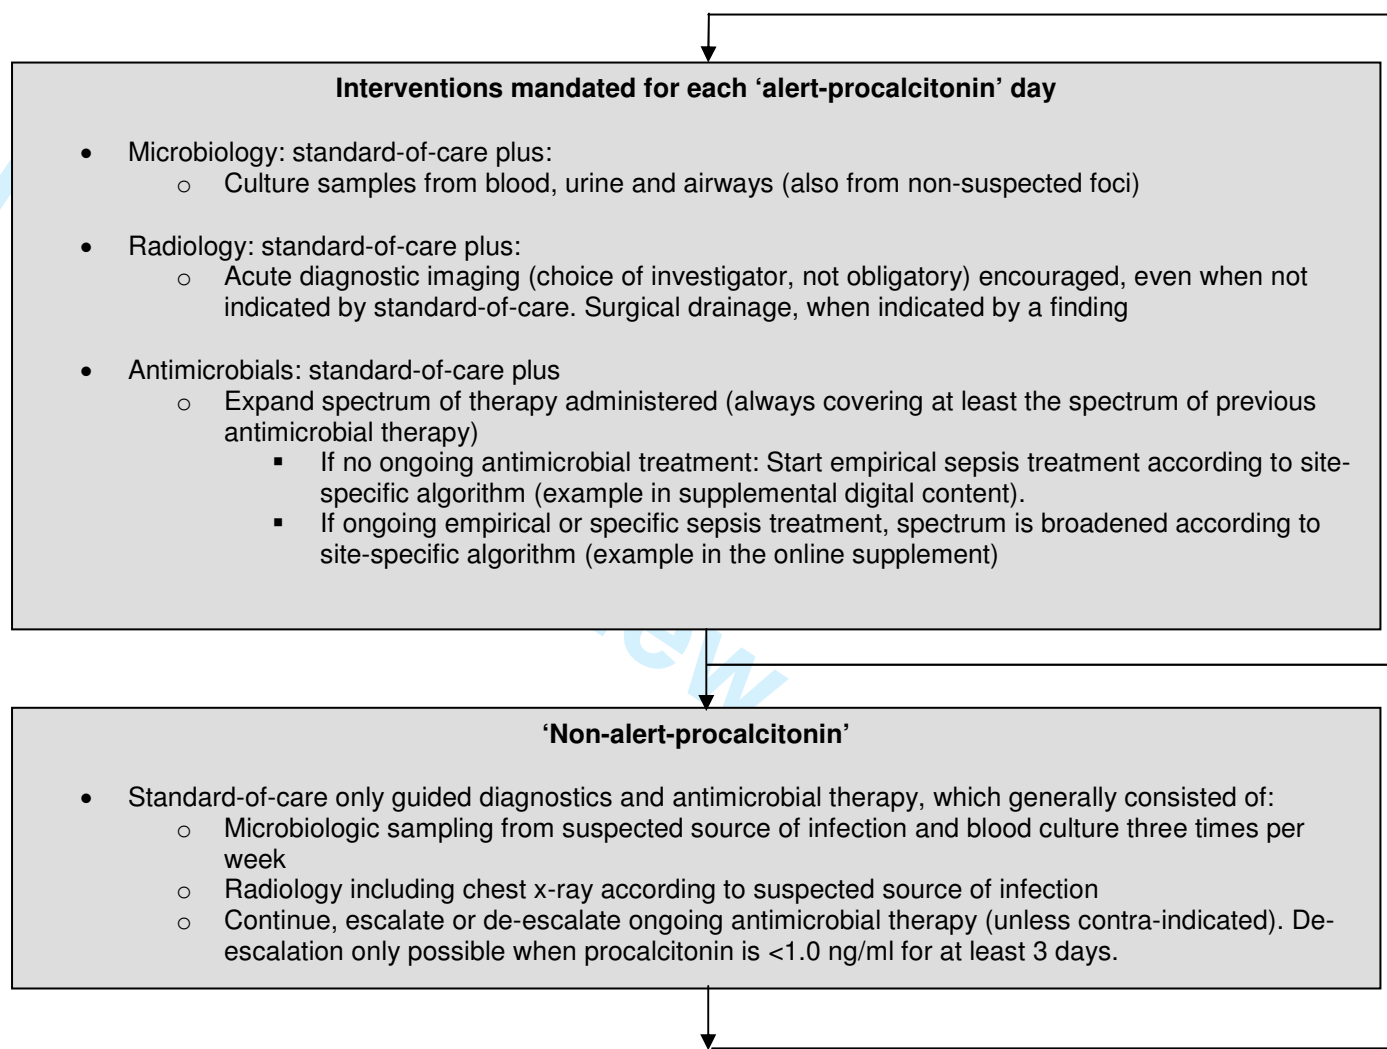 Interventions mandated for each ‘alert-procalcitonin’ day
• Microbiology: standard-of-care plus:
o Culture samples from blood, urine and airways (also from non-suspected foci)
• Radiology: standard-of-care plus:
o Acute diagnostic imaging (choice of investigator, not obligatory) encouraged, even when not
indicated by standard-of-care. Surgical drainage, when indicated by a finding
• Antimicrobials: standard-of-care plus
o Expand spectrum of therapy administered (always covering at least the spectrum of previous
antimicrobial therapy)
▪ If no ongoing antimicrobial treatment: Start empirical sepsis treatment according to site-
specific algorithm (example in supplemental digital content).
▪ If ongoing empirical or specific sepsis treatment, spectrum is broadened according to
site-specific algorithm (example in the online supplement)
‘Non-alert-procalcitonin’
• Standard-of-care only guided diagnostics and antimicrobial therapy, which generally consisted of:
o Microbiologic sampling from suspected source of infection and blood culture three times per
week
o Radiology including chest x-ray according to suspected source of infection
o Continue, escalate or de-escalate ongoing antimicrobial therapy (unless contra-indicated). De-
escalation only possible when procalcitonin is <1.0 ng/ml for at least 3 days.